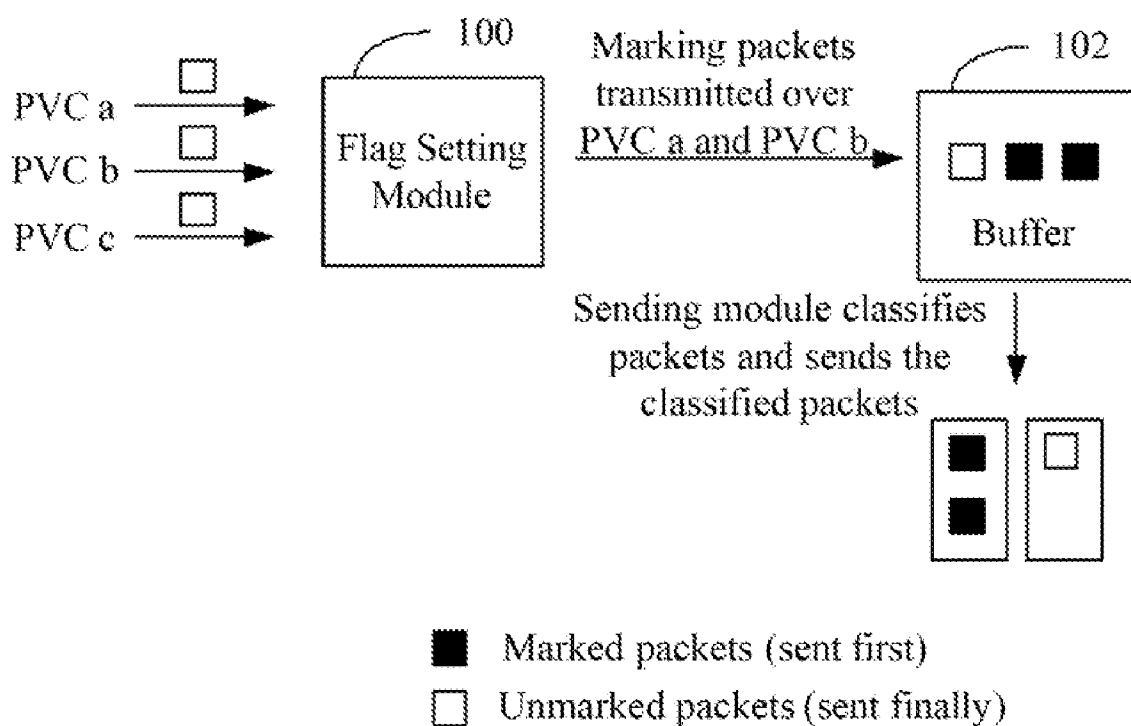 100
102
PVC a
PVC b
PVC c
Flag Setting
Module
Marking packets
transmitted over
PVC a and PVC b
Buffer
Sending module classifies
packets and sends the
classified packets
Marked packets (sent first)
Unmarked packets (sent finally)